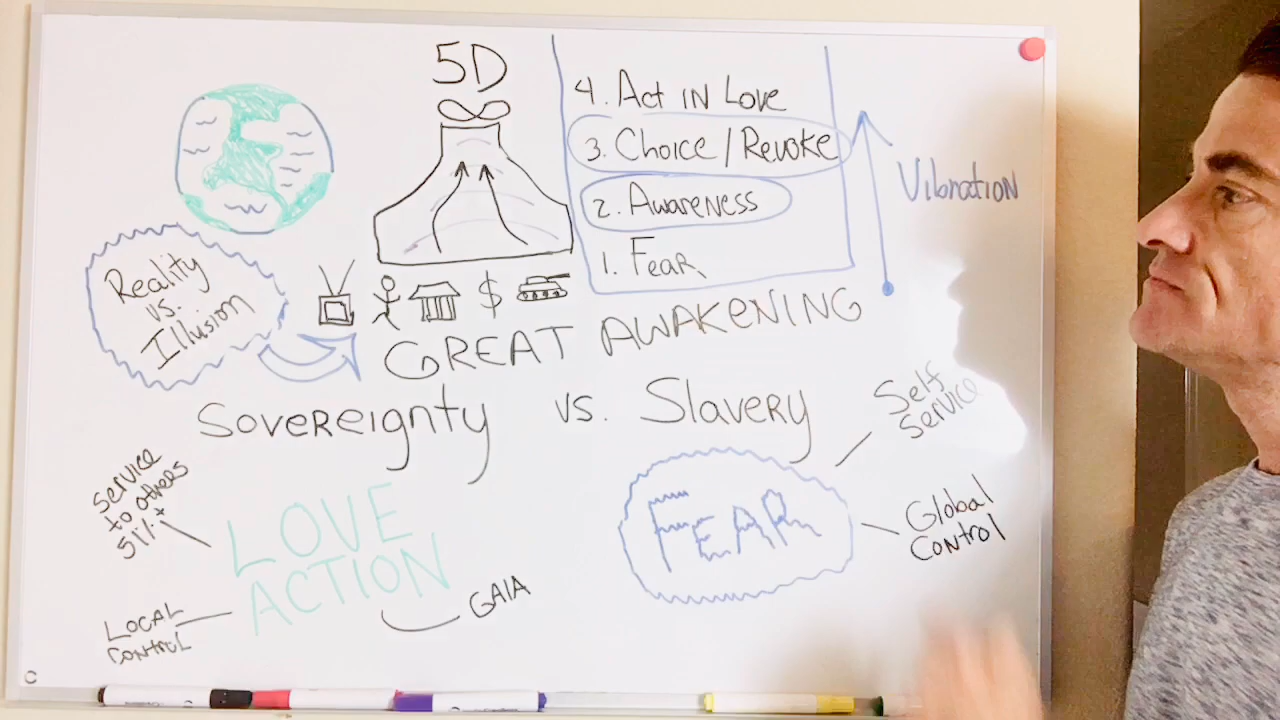 5D
4. Act IN Love
3. Choice / Revoke
2. Awareness
1. Fear
Vibration
Reality
vs.
Illusion
$
GREAT AWAKENING
Sovereignty vs. Slavery
Self
Service
Service
to others
51% +
LOVE
ACTION
FEAR
Global
Control
LOCAL
CONTROL
GAIA